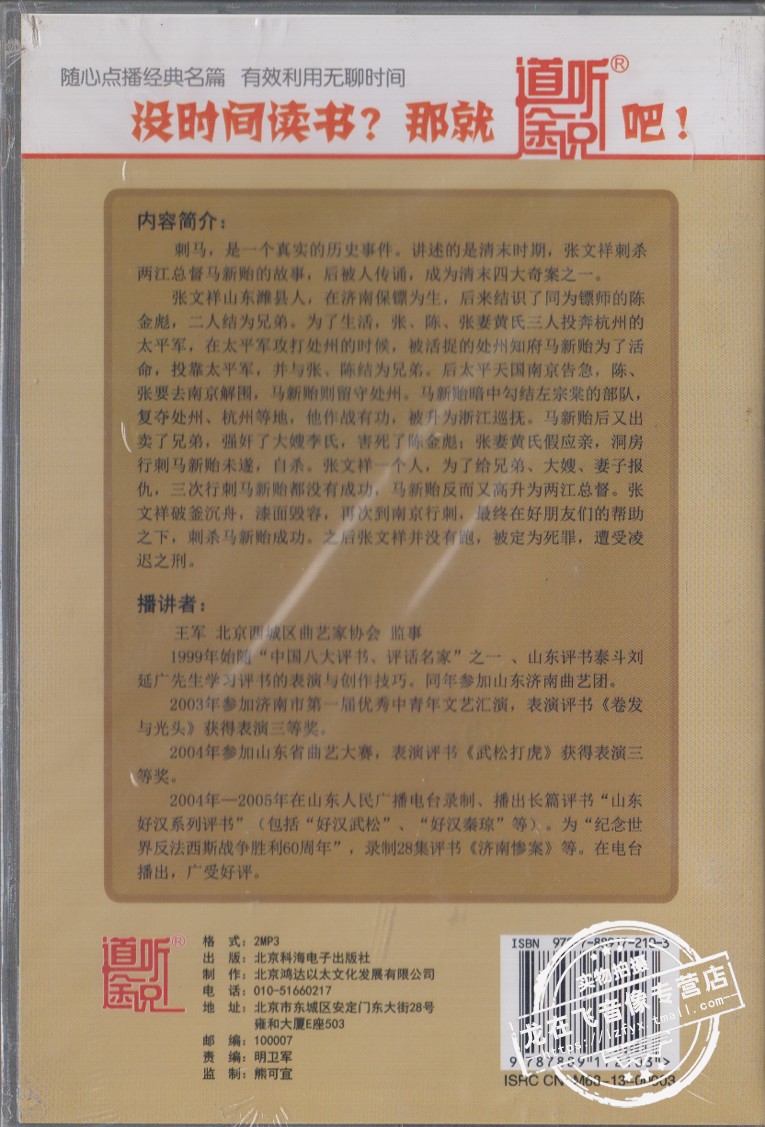 随心点播经典名篇 有效利用无聊时间
没时间读书?那就 道听途说® 吧!
内容简介:
刺马,是一个真实的历史事件。讲述的是清末时期,张文祥刺杀
两江总督马新贻的故事,后被人传诵,成为清末四大奇案之一。
张文祥山东潍县人,在济南保镖为生,后来结识了同为镖师的陈
金彪,二人结为兄弟。为了生活,张、陈、张妻黄氏三人投奔杭州的
太平军,在太平军攻打处州的时候,被活捉的处州知府马新贻为了活
命,投靠太平军,并与张、陈结为兄弟。后太平天国南京告急,陈、
张要去南京解围,马新贻则留守处州。马新贻暗中勾结左宗棠的部队,
复夺处州、杭州等地,他作战有功,被升为浙江巡抚。马新贻后又出
卖了兄弟,强奸了大嫂李氏,害死了陈金彪;张妻黄氏假应亲,洞房
行刺马新贻未遂,自杀。张文祥一个人,为了给兄弟、大嫂、妻子报
仇,三次行刺马新贻都没有成功,马新贻反而又高升为两江总督。张
文祥破釜沉舟,漆面毁容,再次到南京行刺,最终在好朋友们的帮助
之下,刺杀马新贻成功。之后张文祥并没有跑,被定为死罪,遭受凌
迟之刑。
播讲者:
王军 北京西城区曲艺家协会 监事
1999年始随“中国八大评书、评话名家”之一、山东评书泰斗刘
延广先生学习评书的表演与创作技巧。同年参加山东济南曲艺团。
2003年参加济南市第一届优秀中青年文艺汇演,表演评书《卷发
与光头》获得表演三等奖。
2004年参加山东省曲艺大赛,表演评书《武松打虎》获得表演三
等奖。
2004年—2005年在山东人民广播电台录制、播出长篇评书“山东
好汉系列评书”(包括“好汉武松”、“好汉秦琼”等)。为“纪念世
界反法西斯战争胜利60周年”,录制28集评书《济南惨案》等。在电台
播出,广受好评。
道听途说®
格 式:2MP3
出 版:北京科海电子出版社
制 作:北京鸿达以太文化发展有限公司
电 话:010-51660217
地 址:北京市东城区安定门东大街28号
雍和大厦E座503
邮 编:100007
责 编:明卫军
监 制:熊可宜
ISBN
实物拍摄
龙五飞音像专营店
ISRC CN